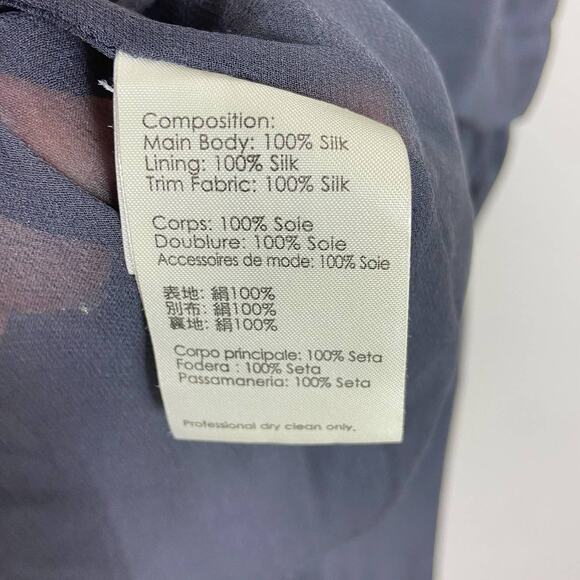 Composition:
Main Body: 100% Silk
Lining: 100% Silk
Trim Fabric: 100% Silk
Corps: 100% Soie
Doublure: 100% Soie
Accessoires de mode: 100% Soie
表地: 絹100%
別布: 絹100%
裏地: 絹100%
Corpo principale: 100% Seta
Fodera : 100% Seta
Passamaneria: 100% Seta
Professional dry clean only.